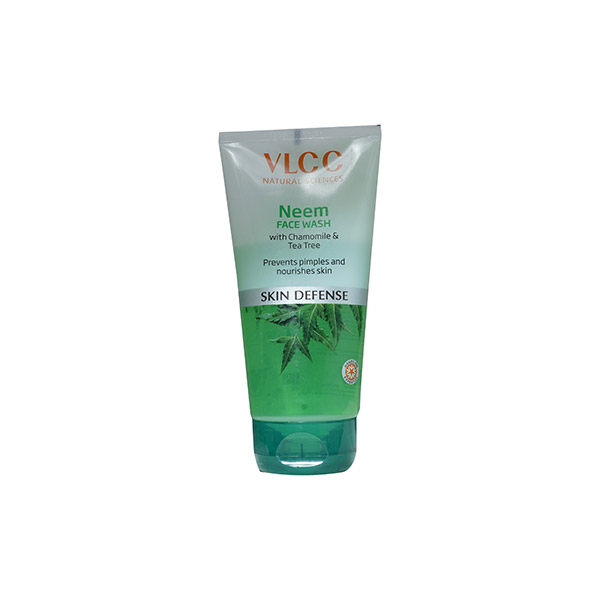 VLCC
NATURAL SCIENCES
Neem
FACE WASH
with Chamomile &
Tea Tree
Prevents pimples and
nourishes skin
SKIN DEFENSE